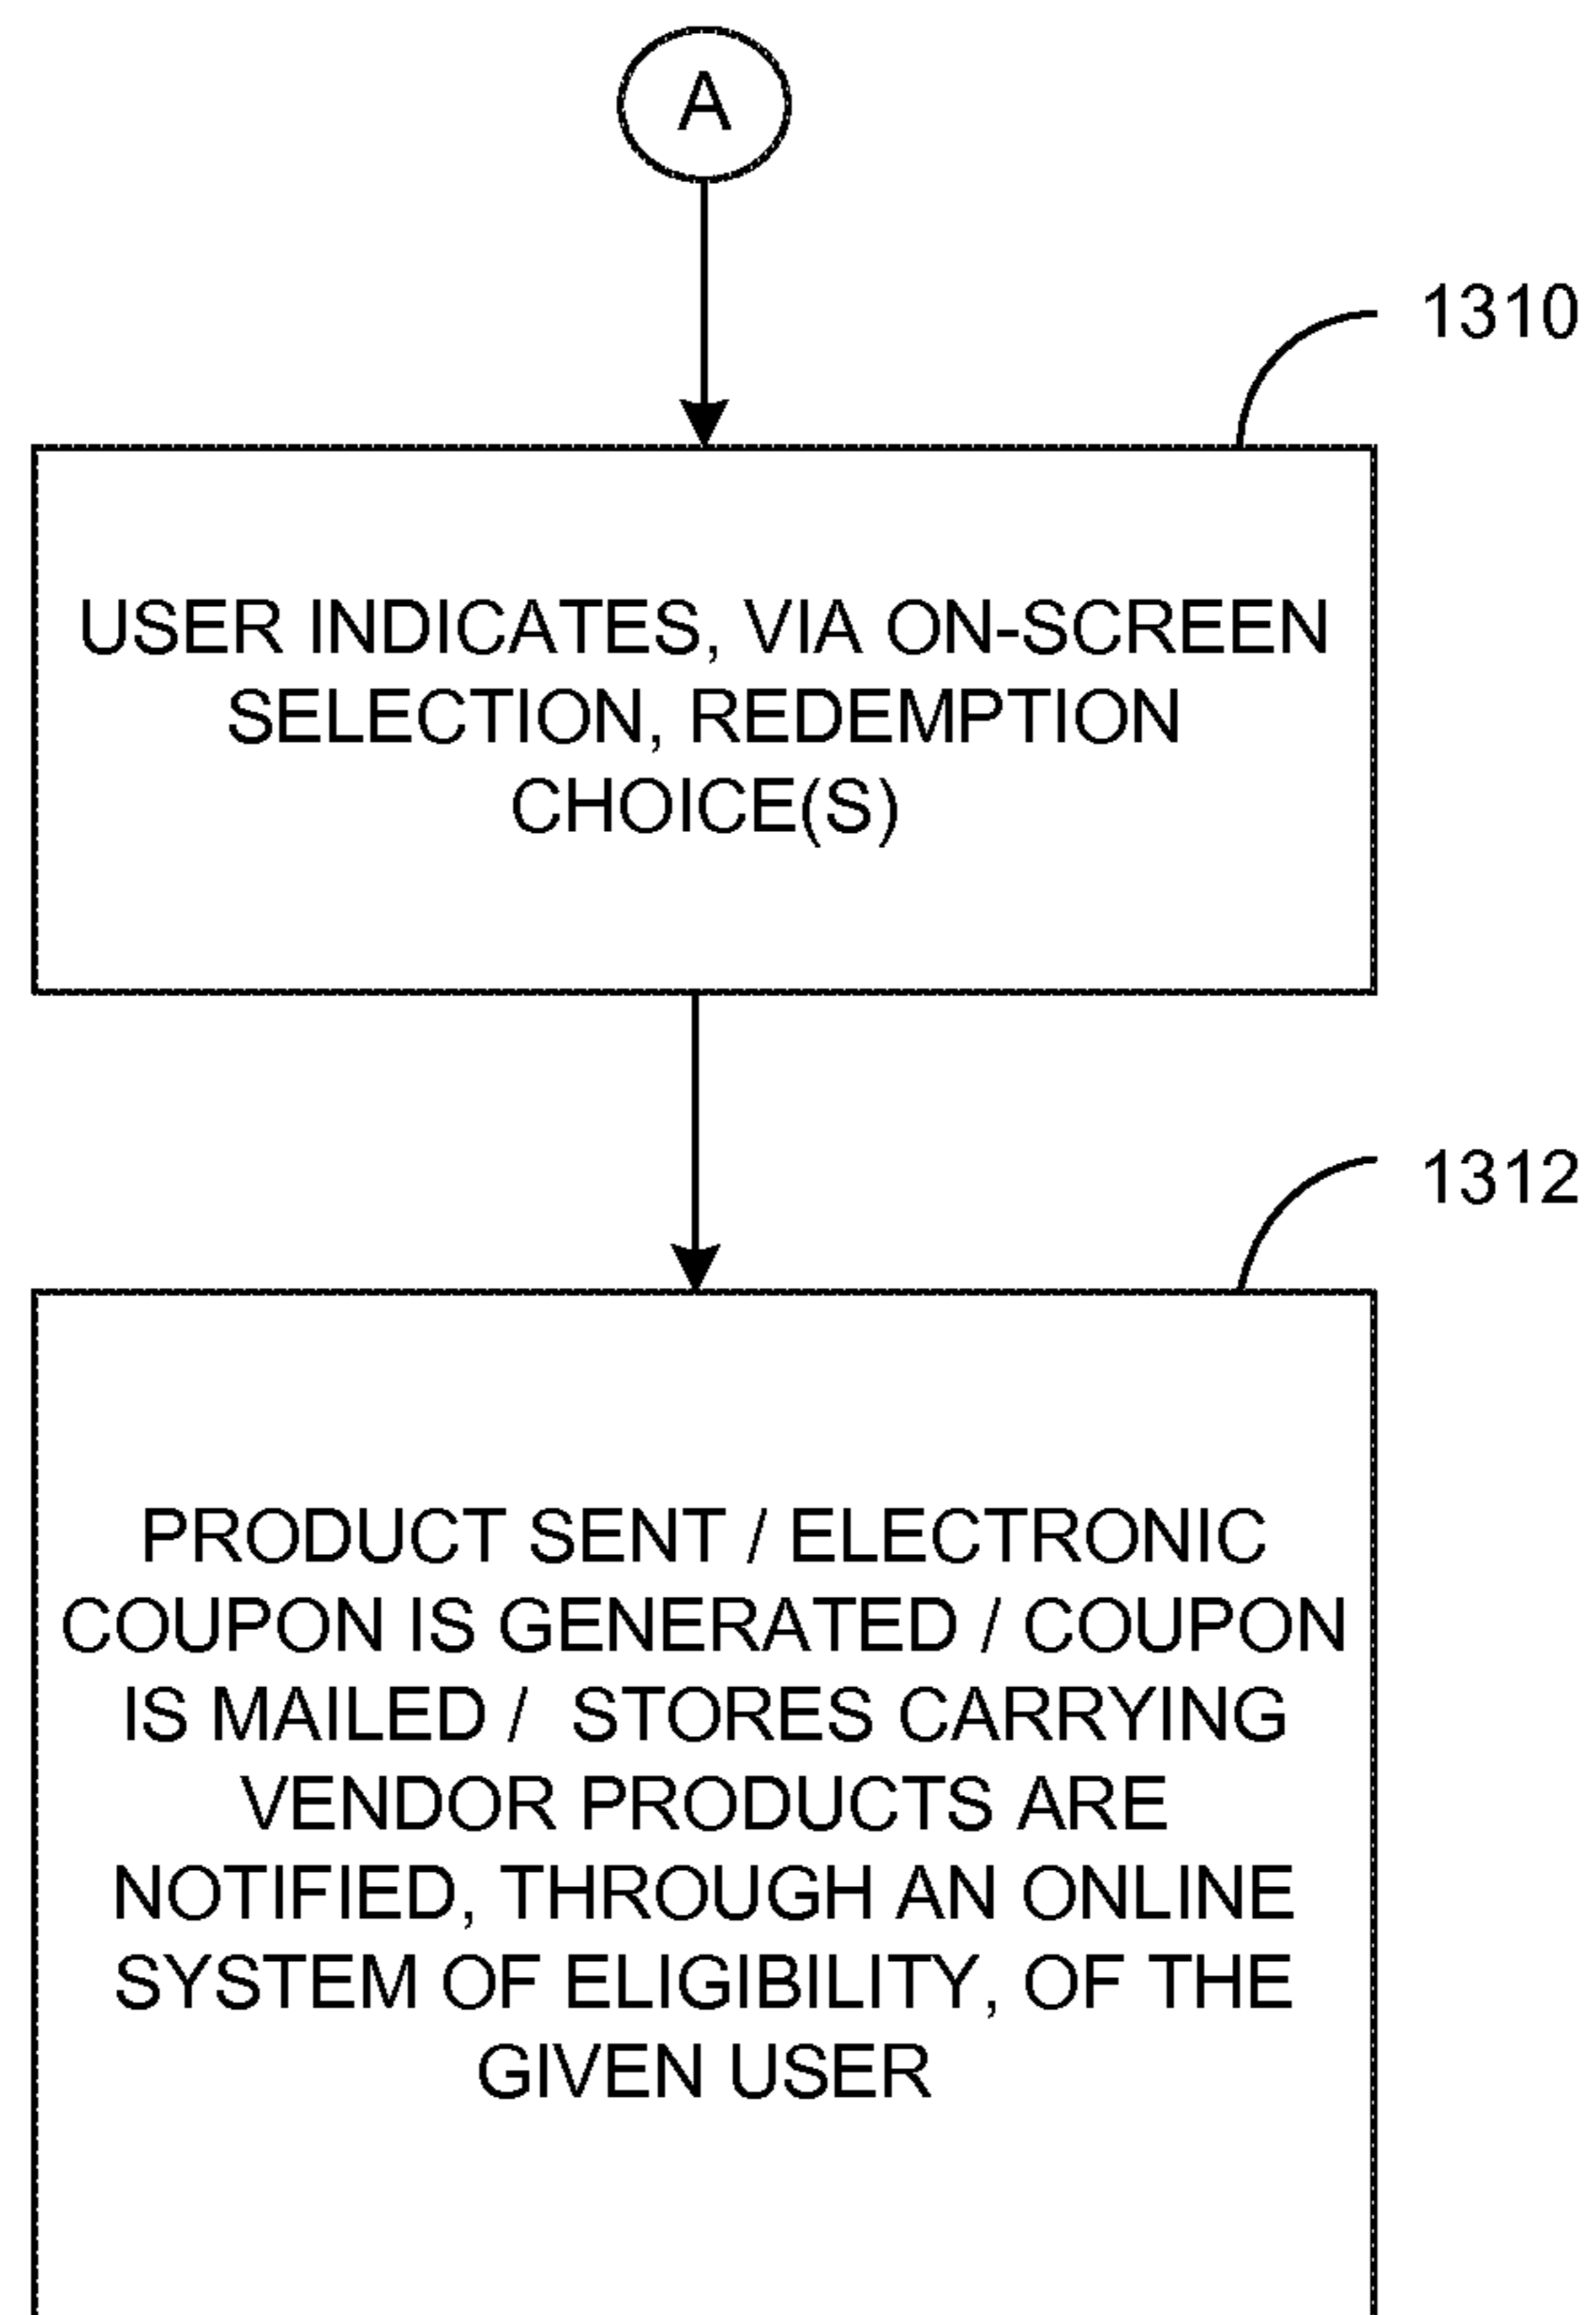 A
1310
USER INDICATES, VIA ON-SCREEN
SELECTION, REDEMPTION
CHOICE(S)
1312
PRODUCT SENT / ELECTRONIC
COUPON IS GENERATED / COUPON
IS MAILED / STORES CARRYING
VENDOR PRODUCTS ARE
NOTIFIED, THROUGH AN ONLINE
SYSTEM OF ELIGIBILITY, OF THE
GIVEN USER